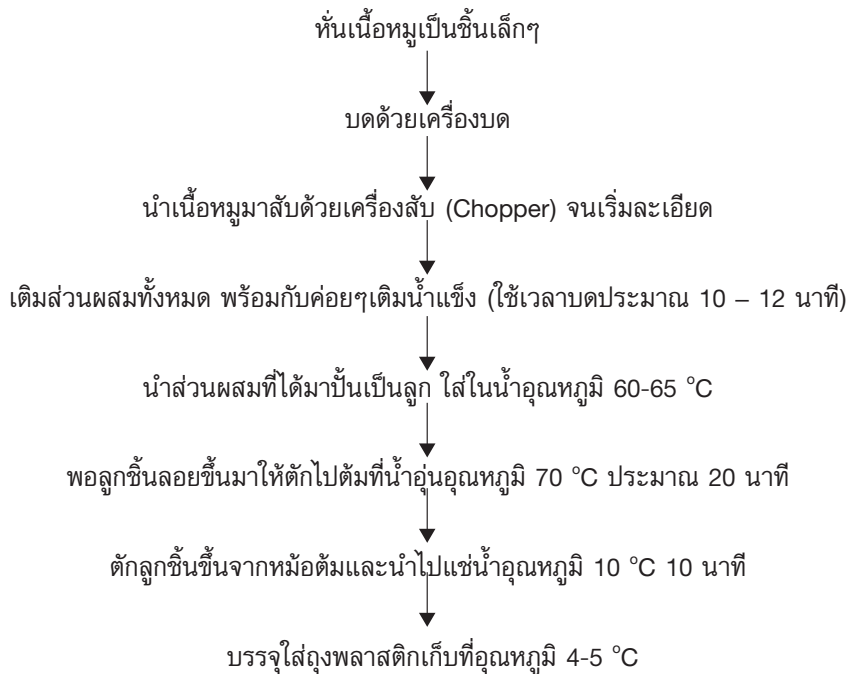 หั่นเนื้อหมูเป็นชิ้นเล็กๆ
บดด้วยเครื่องบด
นำเนื้อหมูมาสับด้วยเครื่องสับ (Chopper) จนเริ่มละเอียด
เติมส่วนผสมทั้งหมด พร้อมกับค่อยๆเติมน้ำแข็ง (ใช้เวลาบดประมาณ 10 – 12 นาที)
นำส่วนผสมที่ได้มาปั้นเป็นลูก ใส่ในน้ำอุณหภูมิ 60-65 °C
พอลูกชิ้นลอยขึ้นมาให้ตักไปต้มที่น้ำอุ่นอุณหภูมิ 70 °C ประมาณ 20 นาที
ตักลูกชิ้นขึ้นจากหม้อต้มและนำไปแช่น้ำอุณหภูมิ 10 °C 10 นาที
บรรจุใส่ถุงพลาสติกเก็บที่อุณหภูมิ 4-5 °C